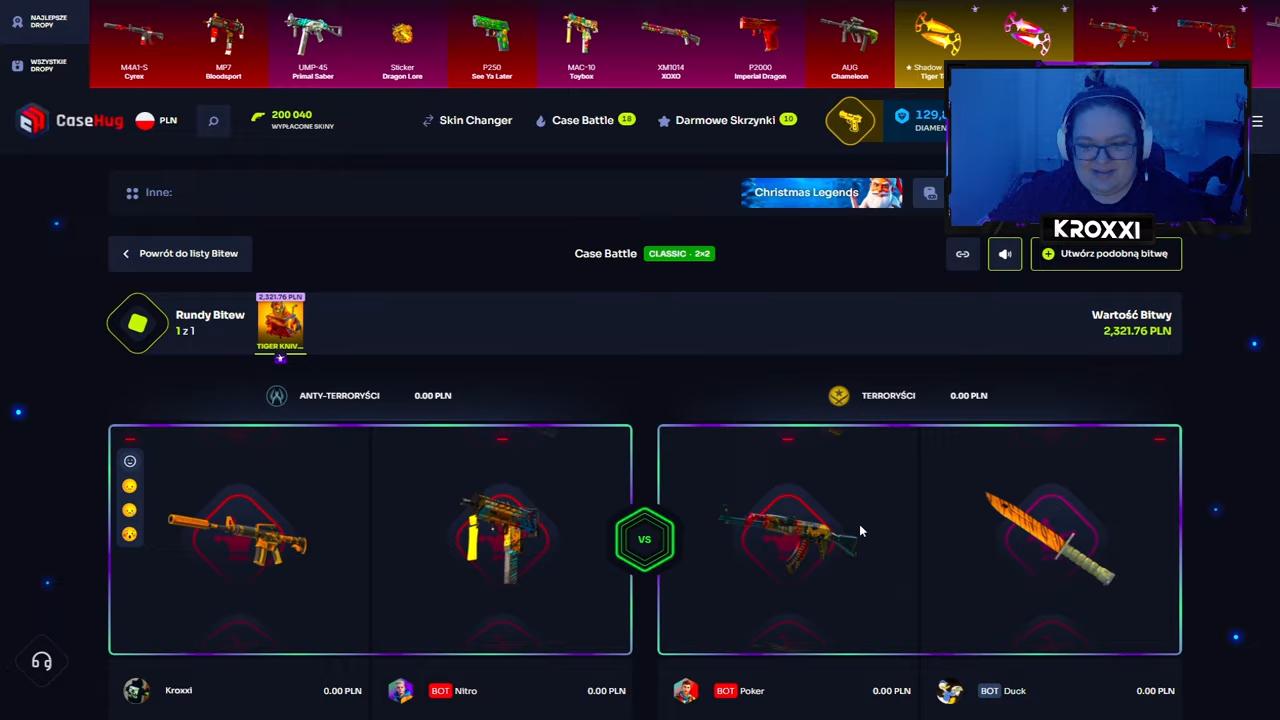 NAJLEPSZE
DROPY
WSZYSTKIE
DROPY
M4A1-S
Cyrex
MP7
Bloodsport
UMP-45
Primal Saber
Sticker
Dragon Lore
P250
See Ya Later
MAC-10
Toybox
XM1014
XOXO
P2000
Imperial Dragon
AUG
Chameleon
★ Shadow
CaseHug
PLN
200 040
WYPŁACONE SKINY
Skin Changer
Case Battle
18
Darmowe Skrzynki
10
KROXXI
Inne:
Christmas Legends
Powrót do listy Bitew
Case Battle
CLASSIC · 2×2
Utwórz podobną bitwę
Rundy Bitew
1 z 1
2,321.76 PLN
TIGER KNIV...
Wartość Bitwy
2,321.76 PLN
ANTY-TERRORYŚCI
0.00 PLN
TERRORYŚCI
0.00 PLN
VS
Kroxxi
0.00 PLN
BOT Nitro
0.00 PLN
BOT Poker
0.00 PLN
BOT Duck
0.00 PLN